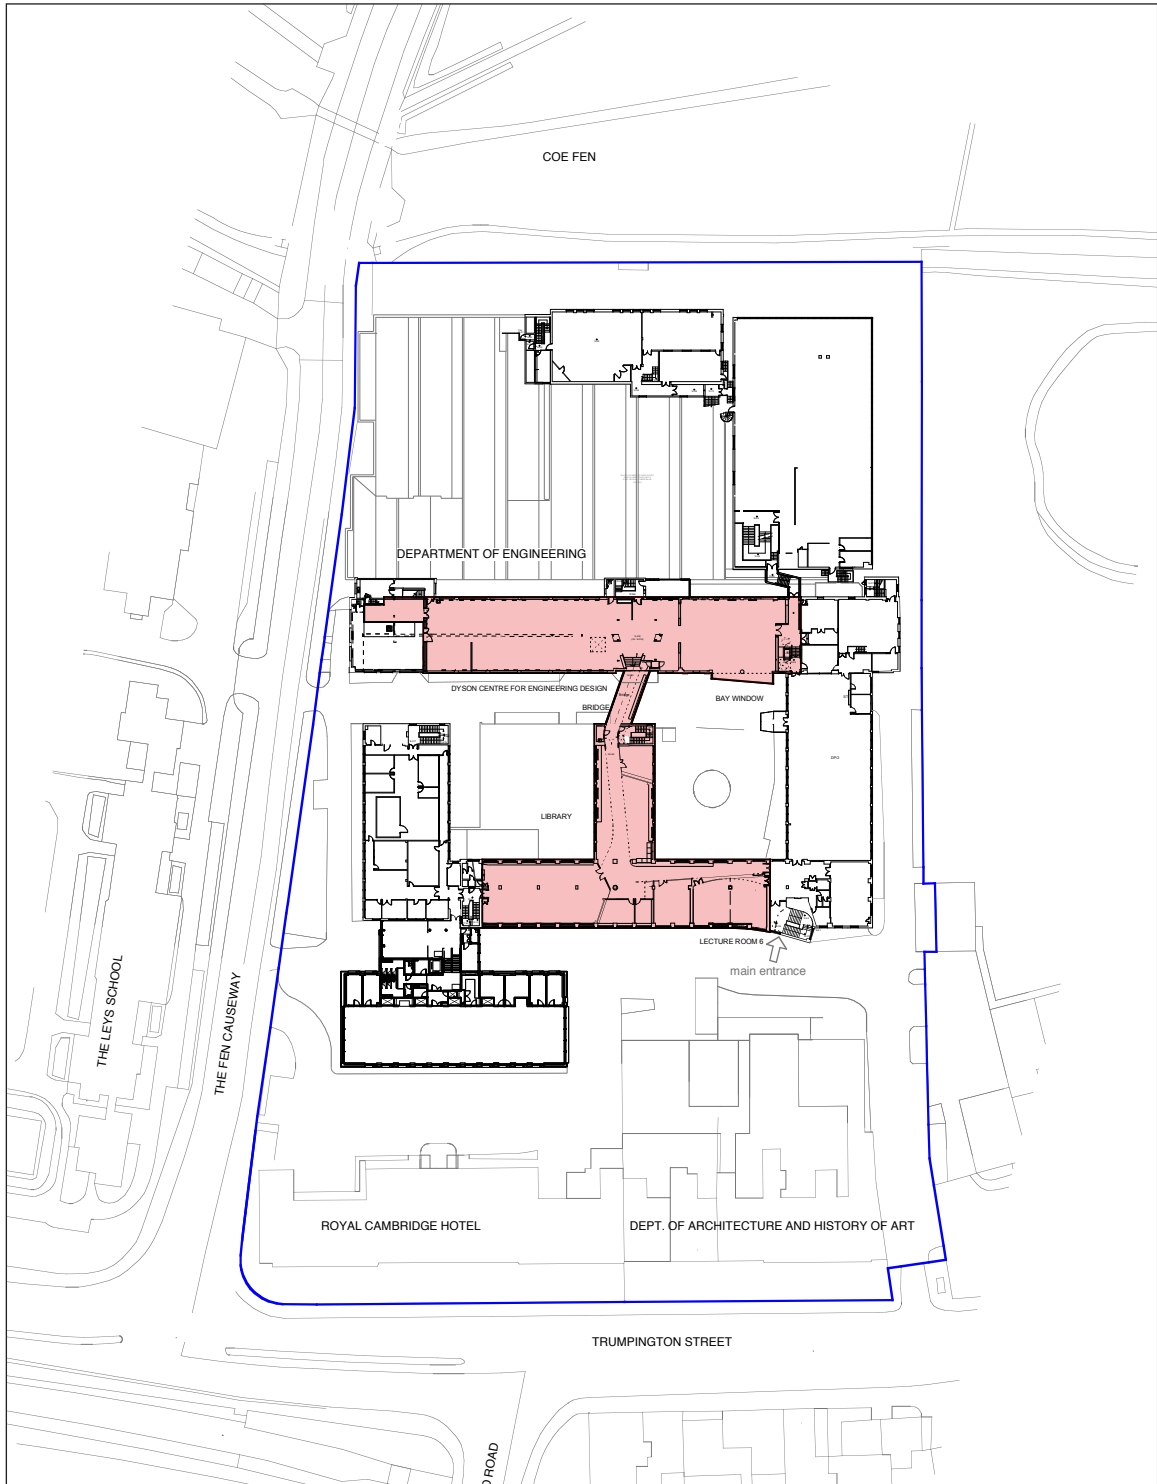 COE FEN
DEPARTMENT OF ENGINEERING
DYSON CENTRE FOR ENGINEERING DESIGN
BAY WINDOW
BRIDGE
LIBRARY
LECTURE ROOM 6
main entrance
THE LEYS SCHOOL
THE FEN CAUSEWAY
ROYAL CAMBRIDGE HOTEL
DEPT. OF ARCHITECTURE AND HISTORY OF ART
TRUMPINGTON STREET
ROAD